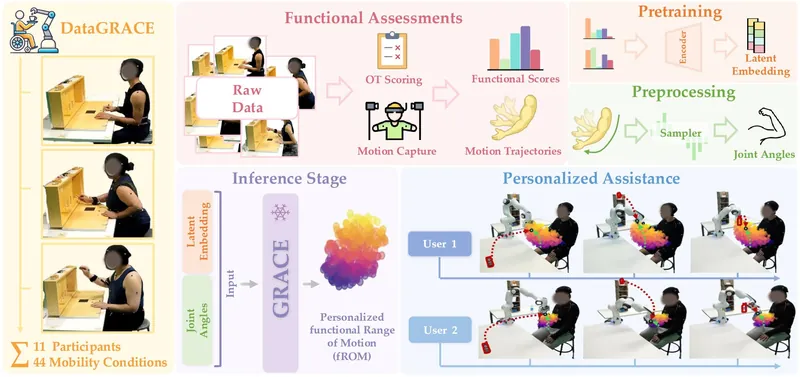 DataGRACE
∑ 11 Participants
44 Mobility Conditions
Functional Assessments
Raw
Data
OT Scoring
Motion Capture
Functional Scores
Motion Trajectories
Pretraining
Encoder
Latent
Embedding
Preprocessing
Sampler
Joint Angles
Inference Stage
Latent
Embedding
Joint
Angles
Input
GRACE
Personalized
functional Range
of Motion
(fROM)
Personalized Assistance
User 1
User 2